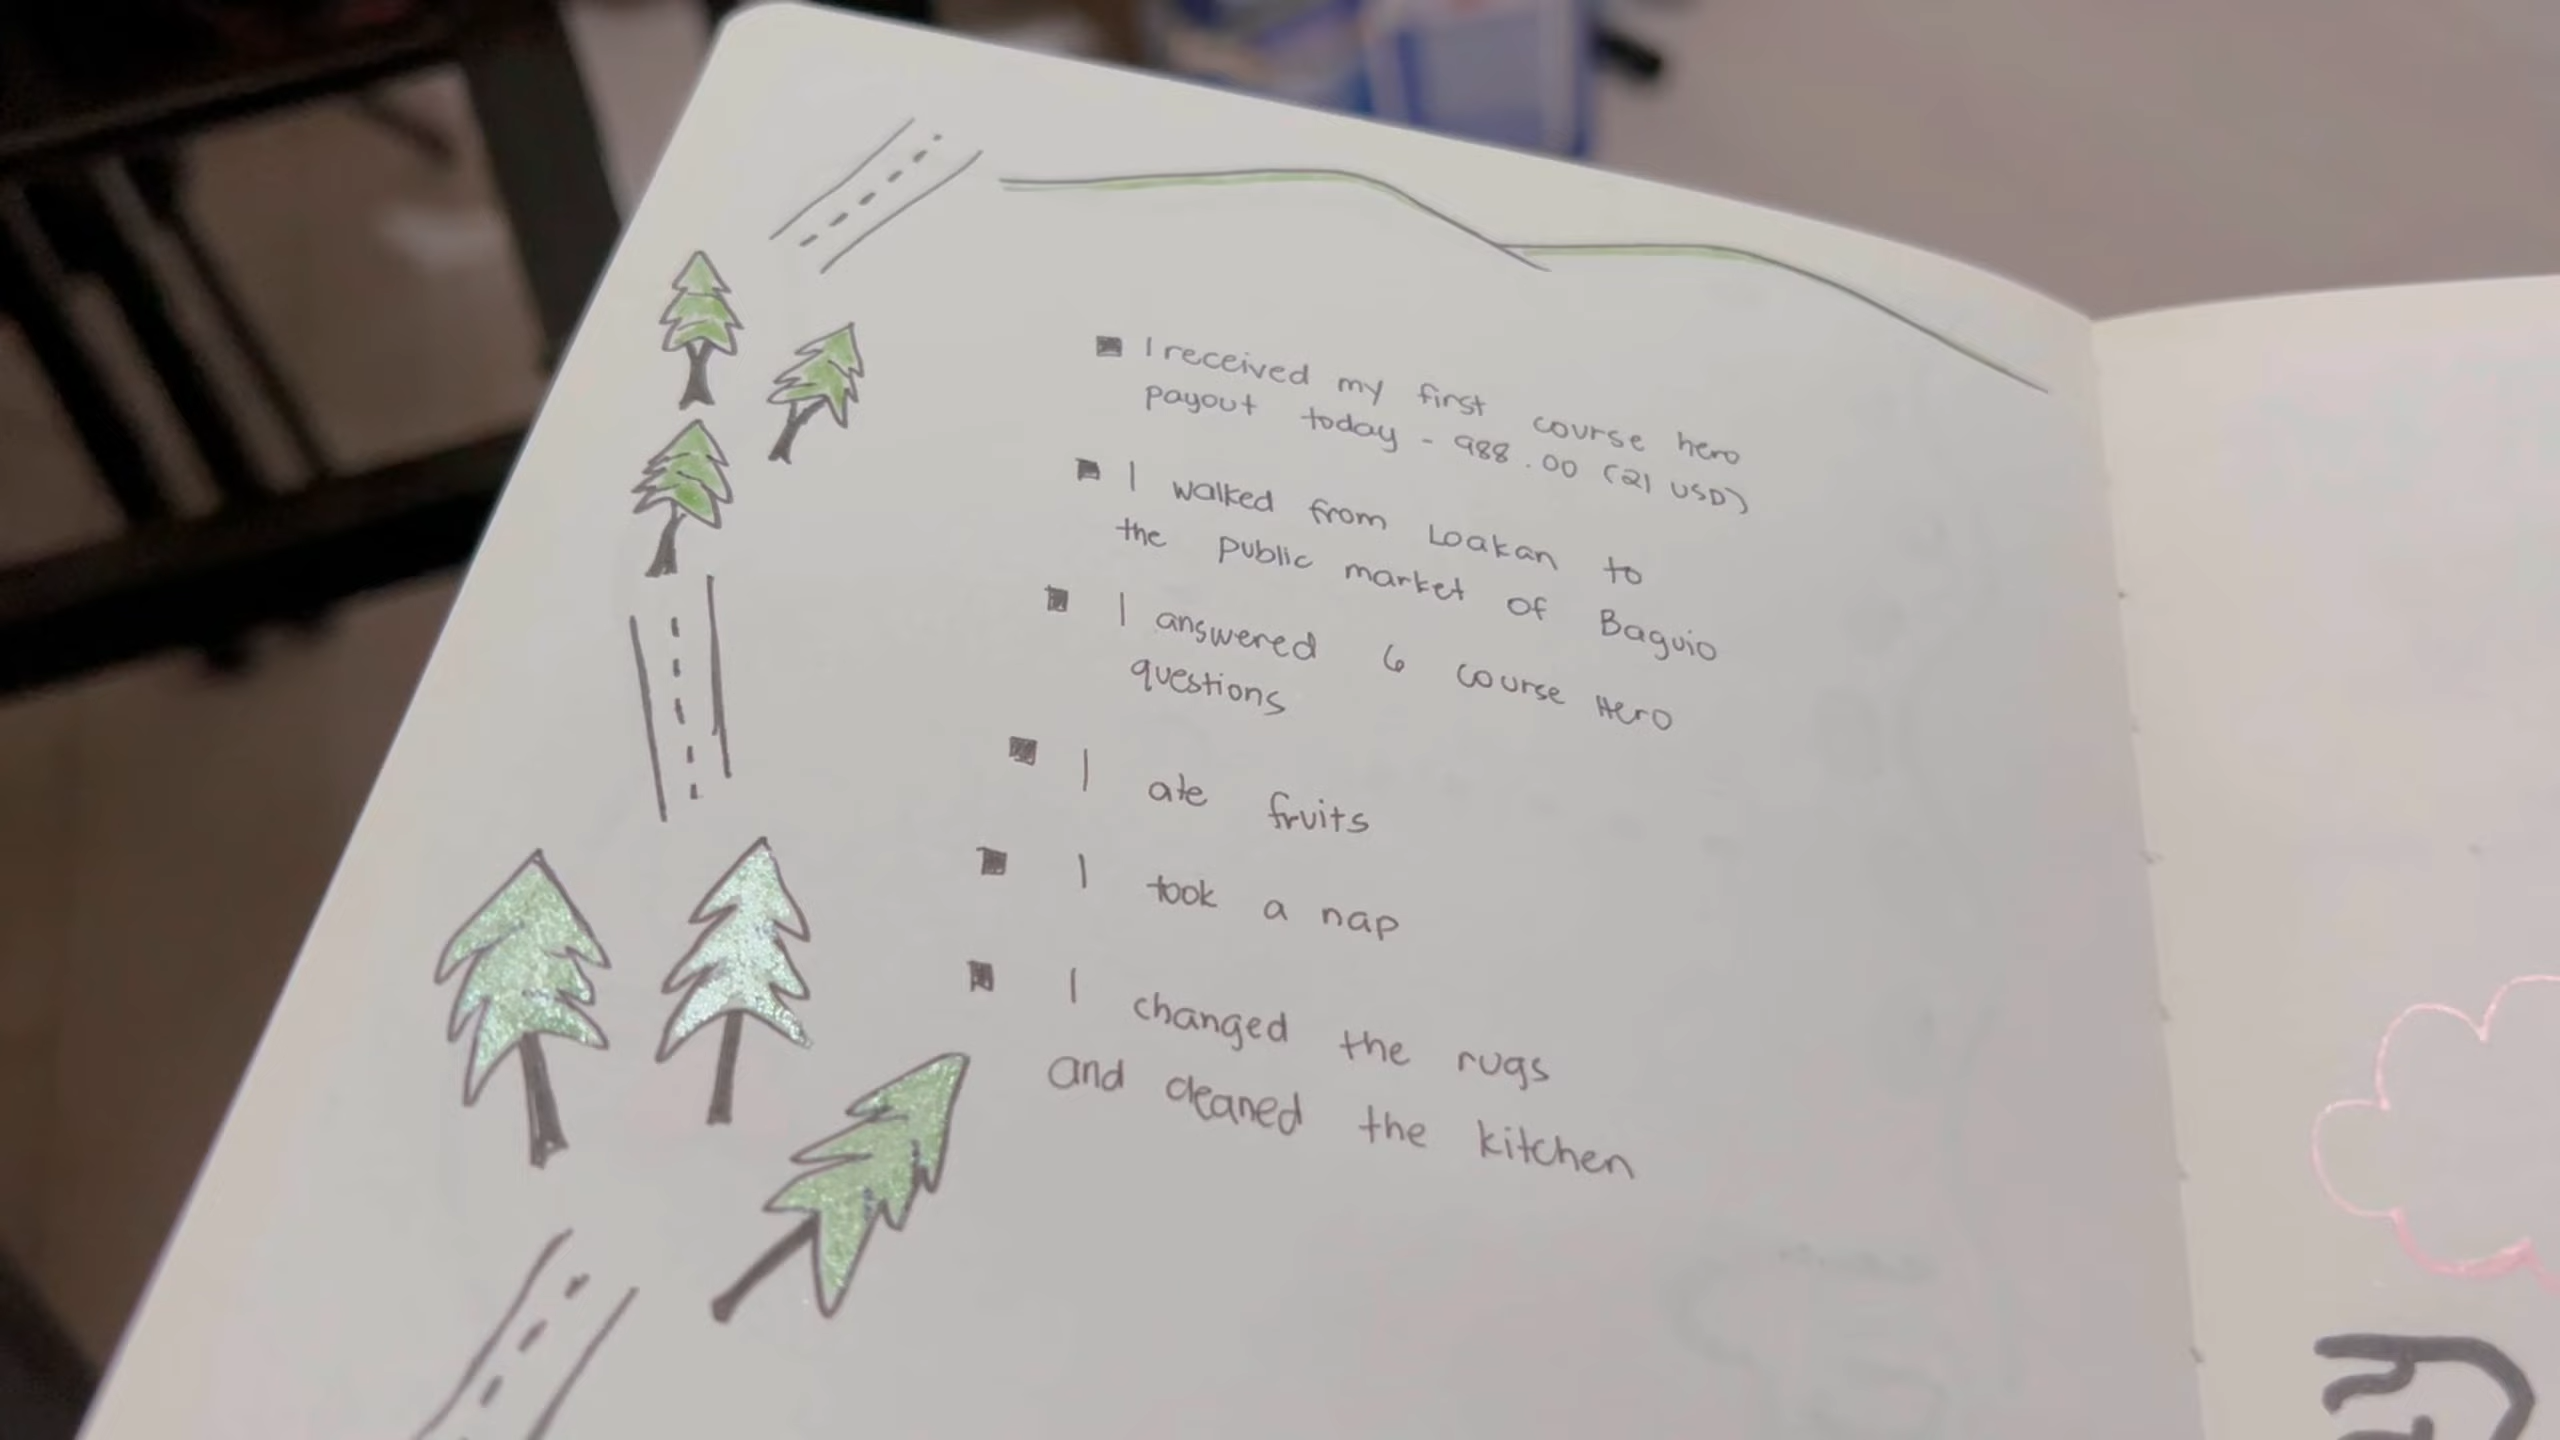 I received my first course hero
payout today - 988.00 (21 USD)
I walked from Loakan to
the public market of Baguio
I answered 6 course Hero
questions
I ate fruits
I took a nap
I changed the rugs
and cleaned the kitchen